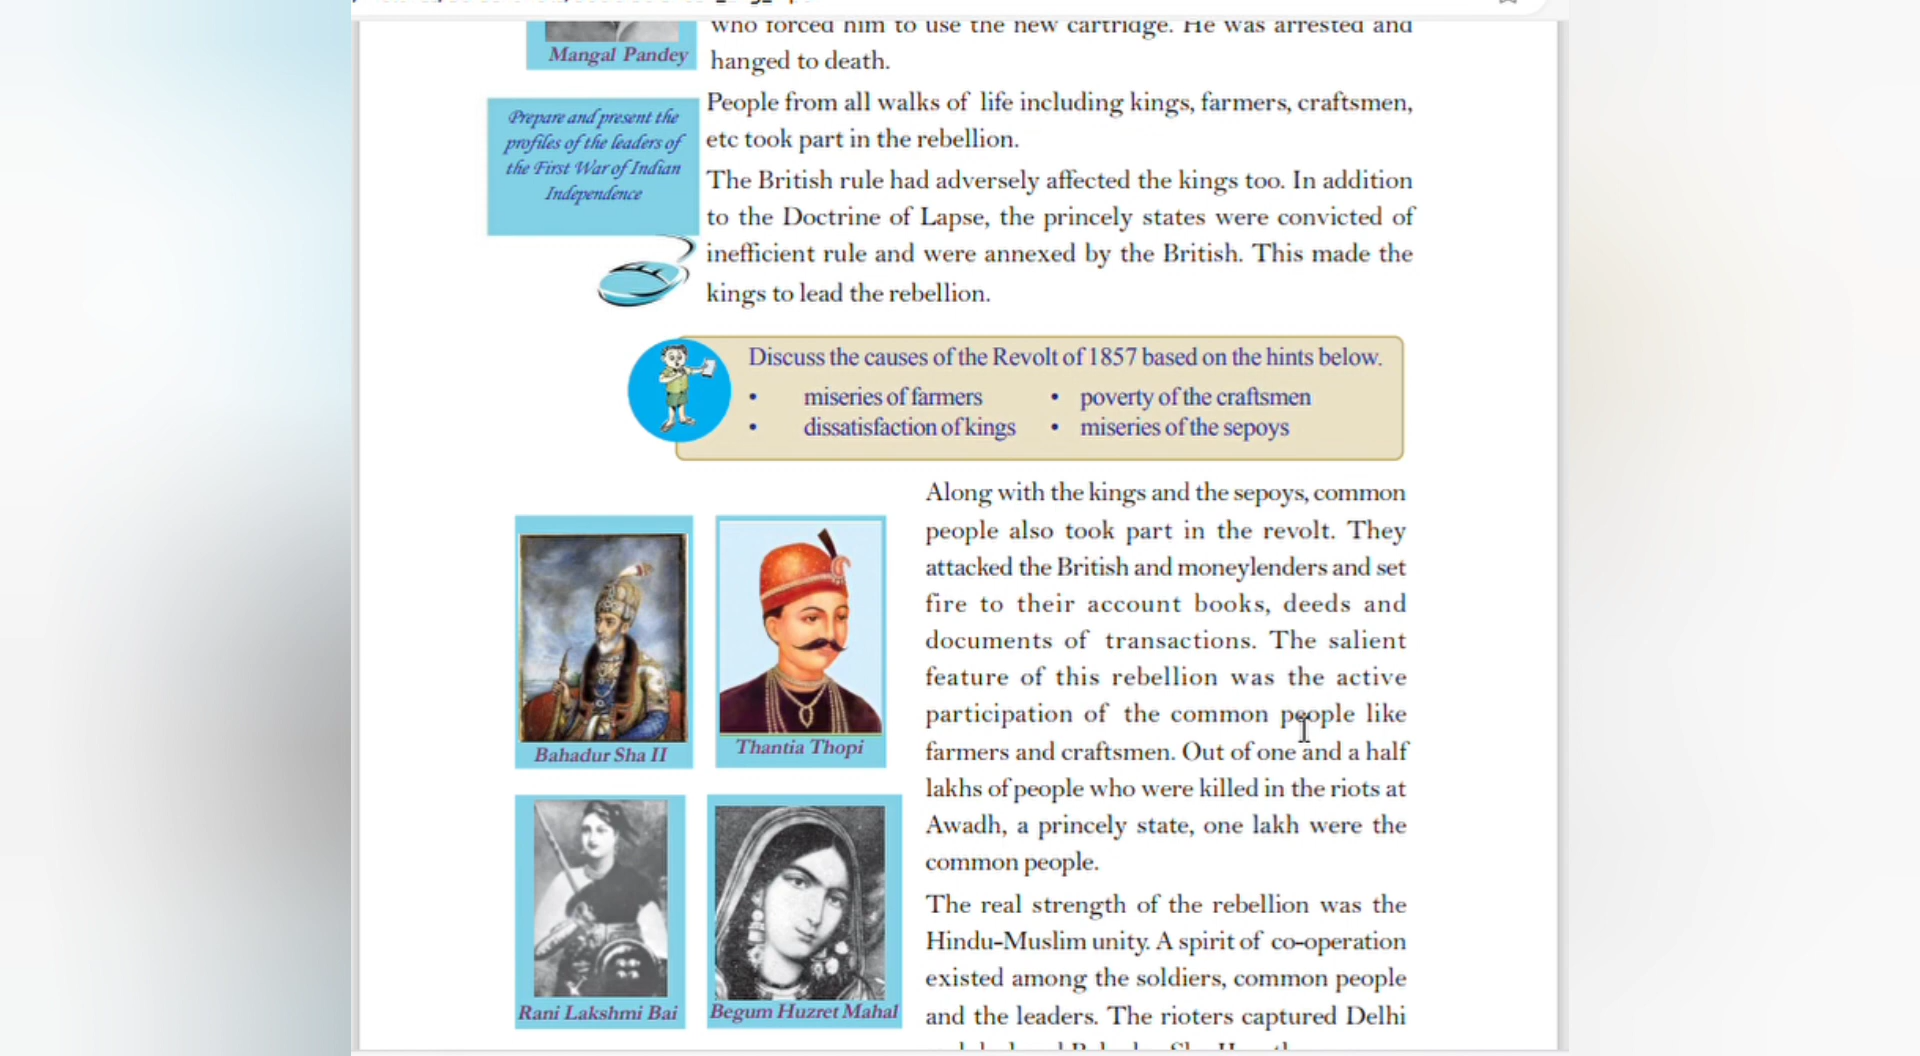 who forced him to use the new cartridge. He was arrested and
hanged to death.
Mangal Pandey
People from all walks of life including kings, farmers, craftsmen,
etc took part in the rebellion.
Prepare and present the
profiles of the leaders of
the First War of Indian
Independence
The British rule had adversely affected the kings too. In addition
to the Doctrine of Lapse, the princely states were convicted of
inefficient rule and were annexed by the British. This made the
kings to lead the rebellion.
Discuss the causes of the Revolt of 1857 based on the hints below.
• miseries of farmers
• dissatisfaction of kings
• poverty of the craftsmen
• miseries of the sepoys
Along with the kings and the sepoys, common
people also took part in the revolt. They
attacked the British and moneylenders and set
fire to their account books, deeds and
documents of transactions. The salient
feature of this rebellion was the active
participation of the common people like
farmers and craftsmen. Out of one and a half
lakhs of people who were killed in the riots at
Awadh, a princely state, one lakh were the
common people.
The real strength of the rebellion was the
Hindu-Muslim unity. A spirit of co-operation
existed among the soldiers, common people
and the leaders. The rioters captured Delhi
Bahadur Sha II
Thantia Thopi
Rani Lakshmi Bai
Begum Huzret Mahal